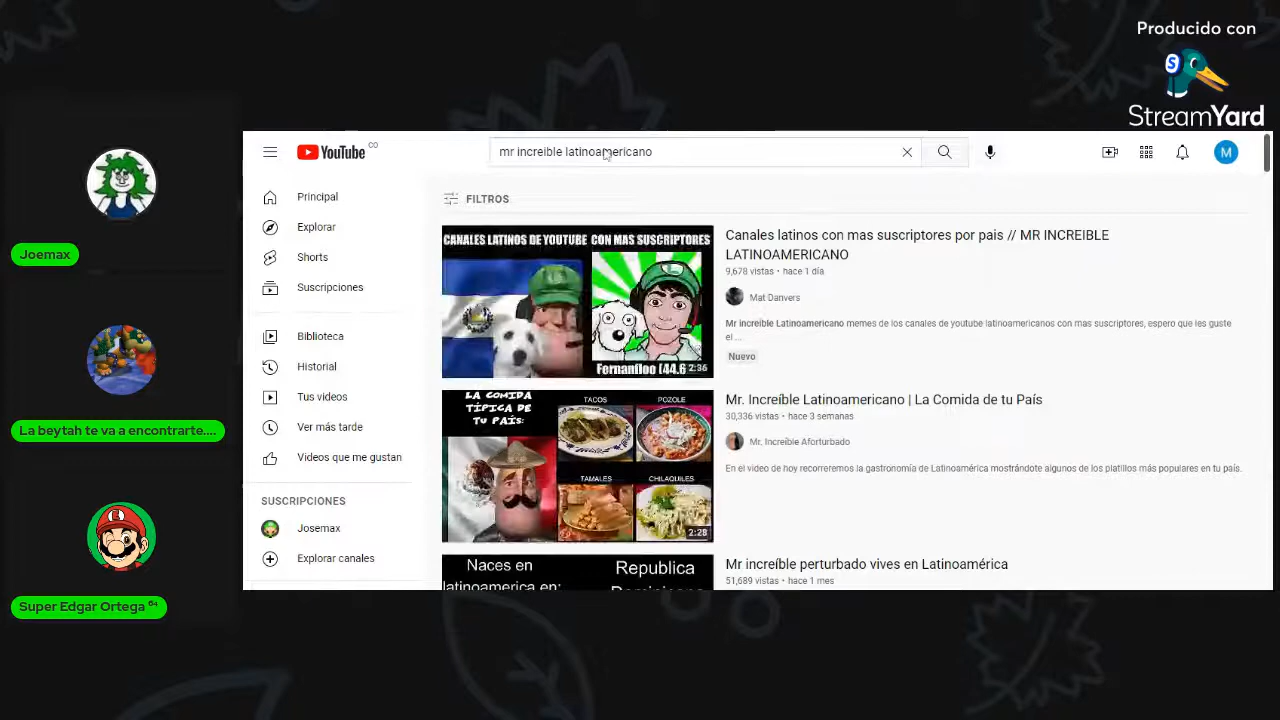 Producido con
StreamYard
Joemax
La beytah te va a encontrarte....
Super Edgar Ortega ⁶⁴
YouTube CO
mr increible latinoamericano
M
Principal
Explorar
Shorts
Suscripciones
Biblioteca
Historial
Tus videos
Ver más tarde
Videos que me gustan
SUSCRIPCIONES
Josemax
Explorar canales
FILTROS
CANALES LATINOS DE YOUTUBE CON MAS SUSCRIPTORES
Fernanfloo (44.6
2:36
Canales latinos con mas suscriptores por pais // MR INCREIBLE
LATINOAMERICANO
9,678 vistas • hace 1 día
Mat Danvers
Mr increíble Latinoamericano memes de los canales de youtube latinoamericanos con mas suscriptores, espero que les guste
el ...
Nuevo
LA COMIDA
TÍPICA DE
TU PAÍS:
TACOS
POZOLE
TAMALES
CHILAQUILES
2:28
Mr. Increíble Latinoamericano | La Comida de tu País
30,336 vistas • hace 3 semanas
Mr, Increíble Aforturbado
En el video de hoy recorreremos la gastronomía de Latinoamérica mostrándote algunos de los platillos más populares en tu país.
Naces en
latinoamerica en:
Republica
Dominicana
Mr increíble perturbado vives en Latinoamérica
51,689 vistas • hace 1 mes